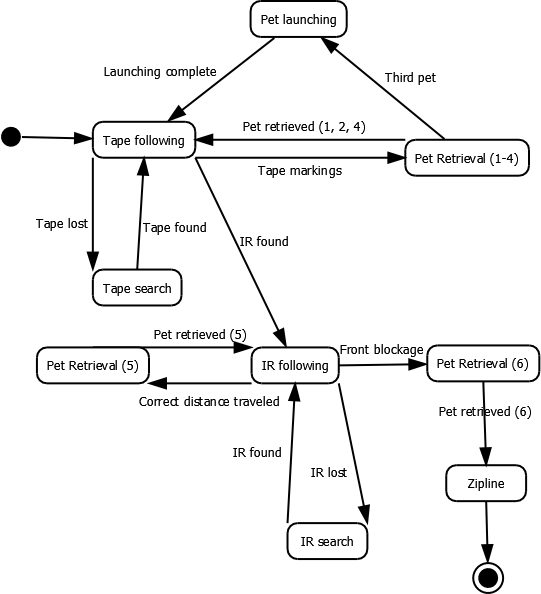 Pet launching
Launching complete
Third pet
Pet retrieved (1, 2, 4)
Tape following
Pet Retrieval (1-4)
Tape markings
Tape lost
Tape found
IR found
Tape search
Pet retrieved (5)
Front blockage
Pet Retrieval (5)
IR following
Pet Retrieval (6)
Correct distance traveled
Pet retrieved (6)
IR found
IR lost
Zipline
IR search